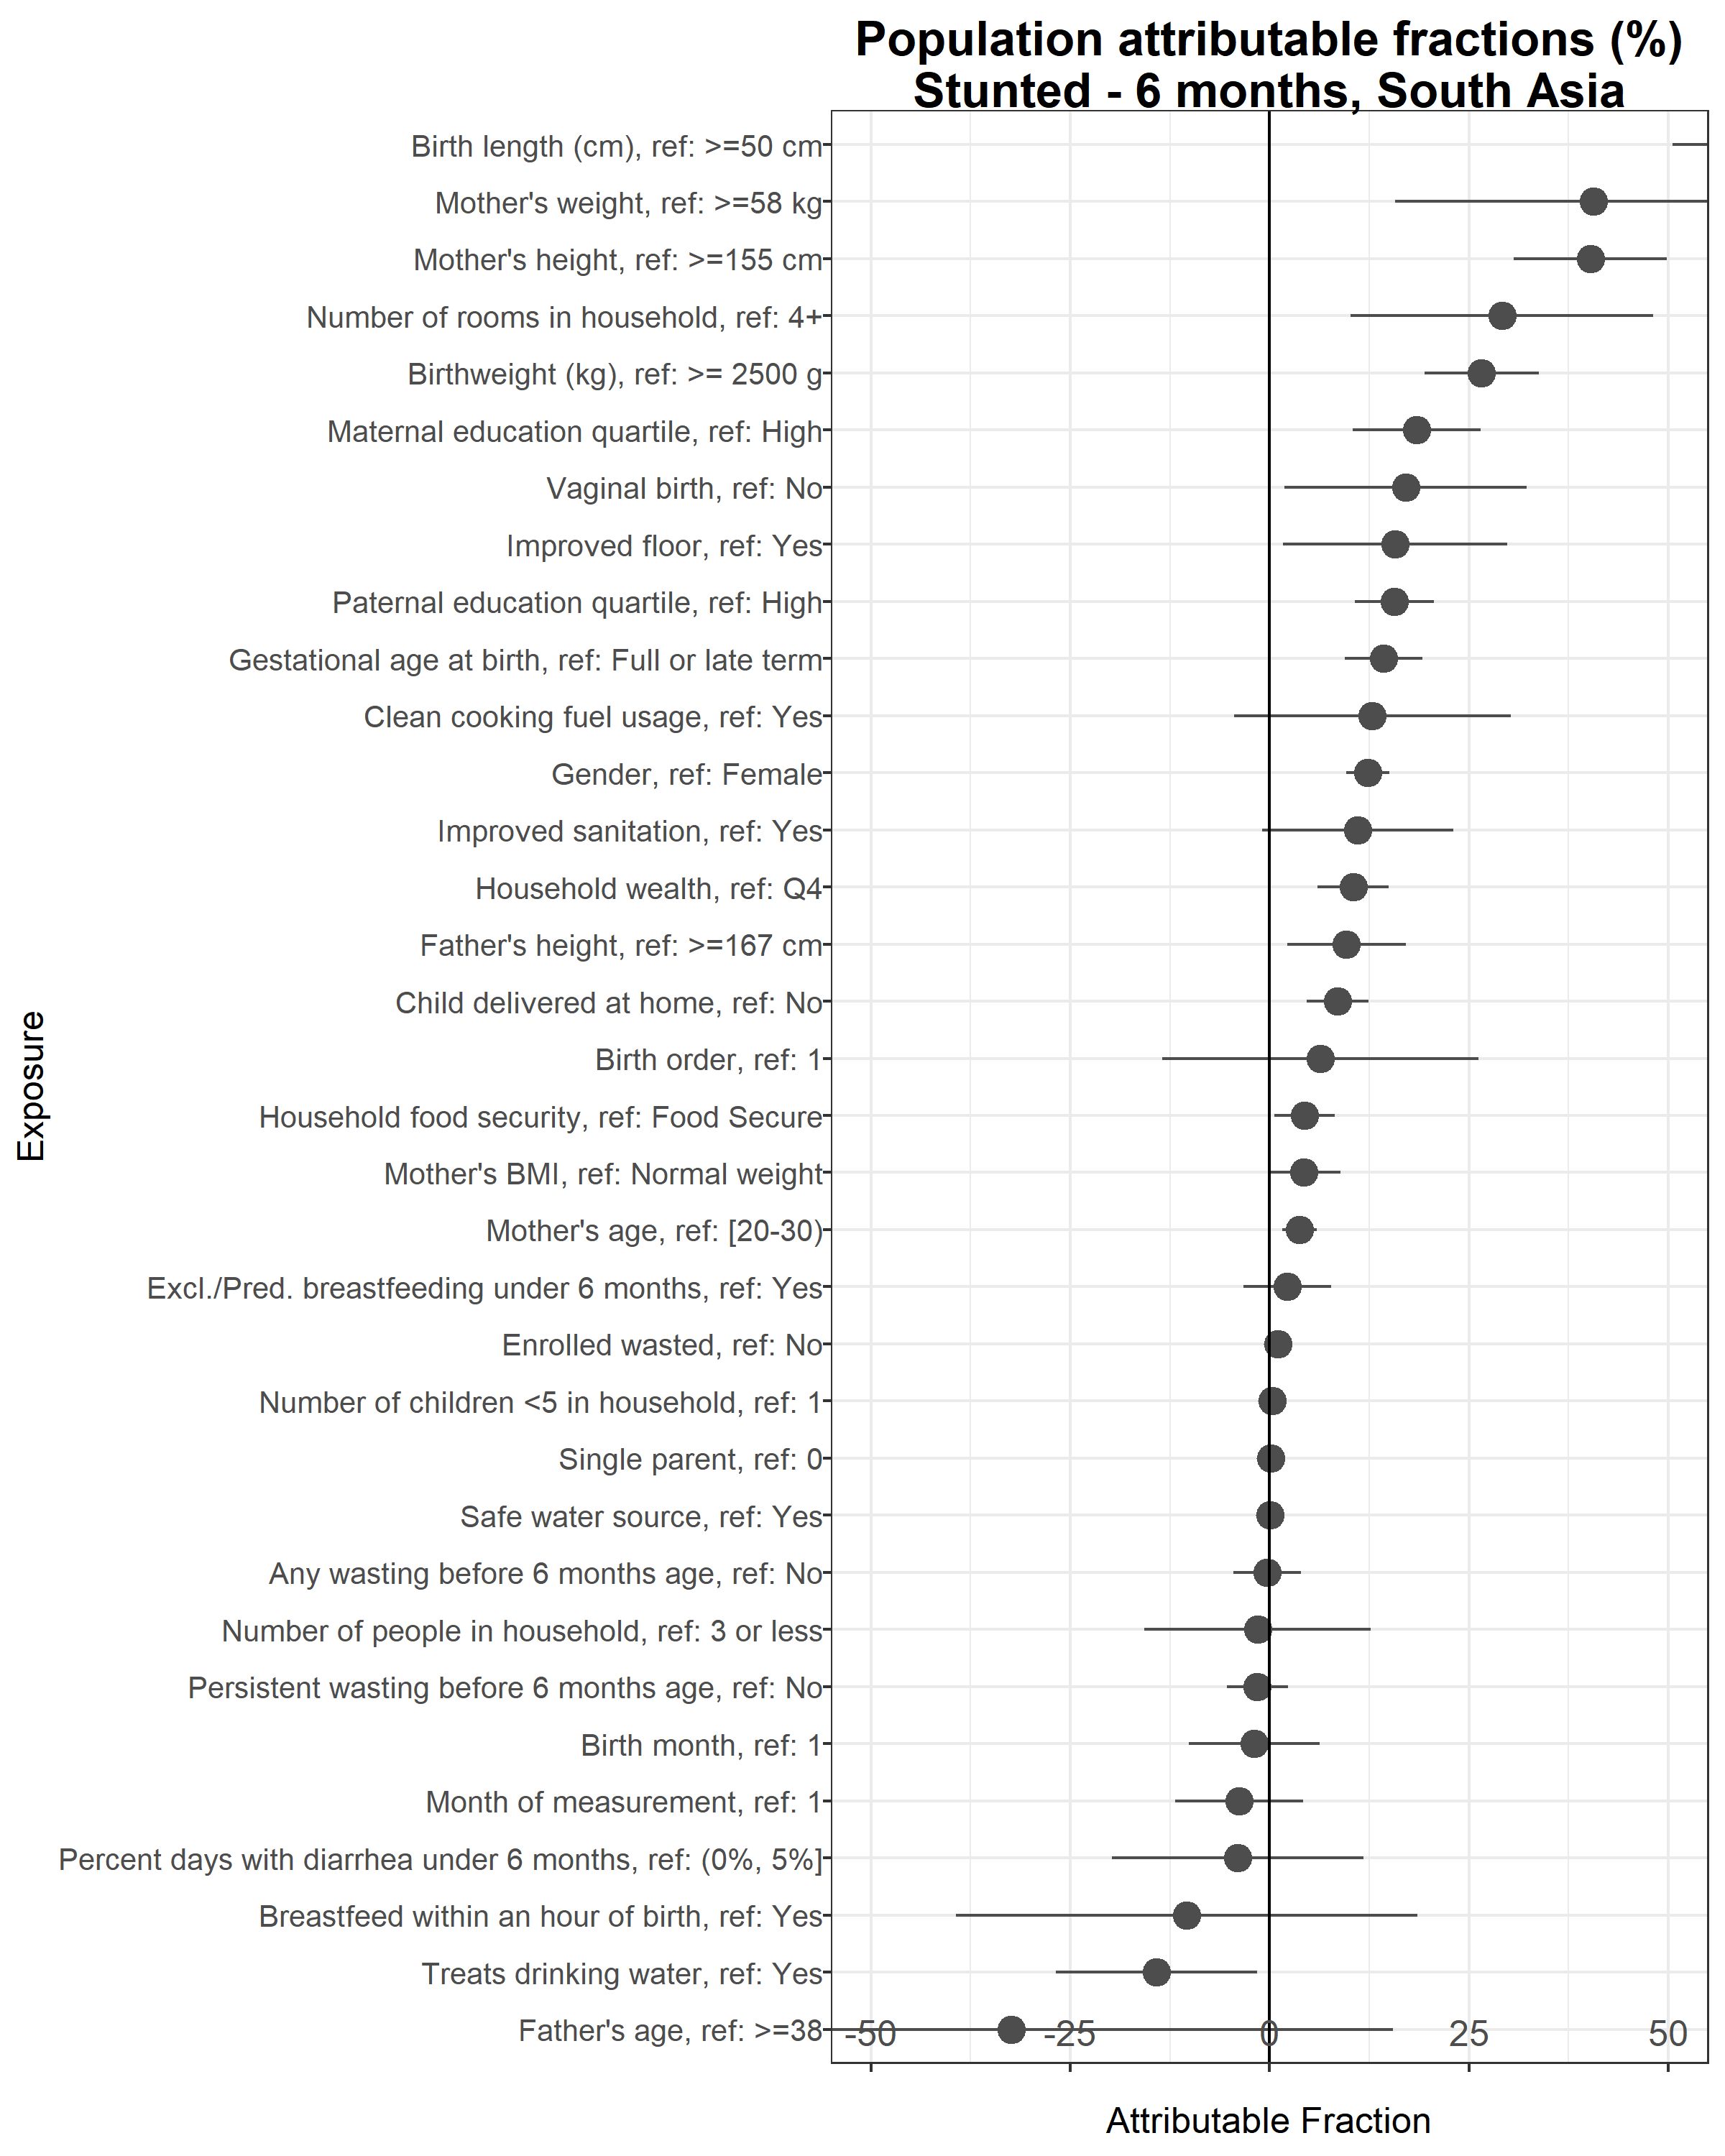 Population attributable fractions (%)
Stunted - 6 months, South Asia
Birth length (cm), ref: >=50 cm
Mother's weight, ref: >=58 kg
Mother's height, ref: >=155 cm
Number of rooms in household, ref: 4+
Birthweight (kg), ref: >= 2500 g
Maternal education quartile, ref: High
Vaginal birth, ref: No
Improved floor, ref: Yes
Paternal education quartile, ref: High
Gestational age at birth, ref: Full or late term
Clean cooking fuel usage, ref: Yes
Gender, ref: Female
Improved sanitation, ref: Yes
Household wealth, ref: Q4
Father's height, ref: >=167 cm
Child delivered at home, ref: No
Birth order, ref: 1
Household food security, ref: Food Secure
Mother's BMI, ref: Normal weight
Mother's age, ref: [20-30)
Excl./Pred. breastfeeding under 6 months, ref: Yes
Enrolled wasted, ref: No
Number of children <5 in household, ref: 1
Single parent, ref: 0
Safe water source, ref: Yes
Any wasting before 6 months age, ref: No
Number of people in household, ref: 3 or less
Persistent wasting before 6 months age, ref: No
Birth month, ref: 1
Month of measurement, ref: 1
Percent days with diarrhea under 6 months, ref: (0%, 5%]
Breastfeed within an hour of birth, ref: Yes
Treats drinking water, ref: Yes
Father's age, ref: >=38
Exposure
-50 -25 0 25 50
Attributable Fraction